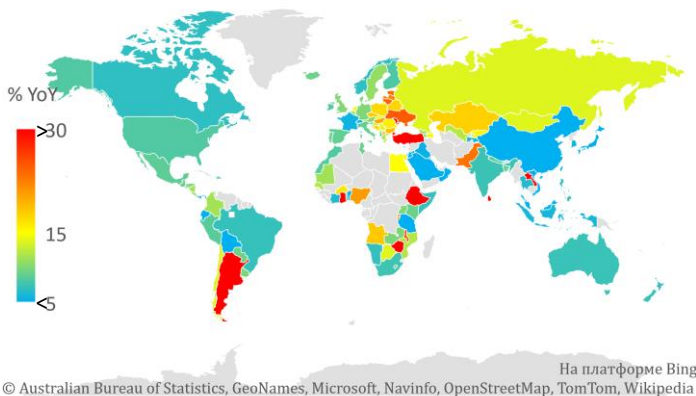 % YoY
>30
15
<5
На платформе Bing
© Australian Bureau of Statistics, GeoNames, Microsoft, Navinfo, OpenStreetMap, TomTom, Wikipedia